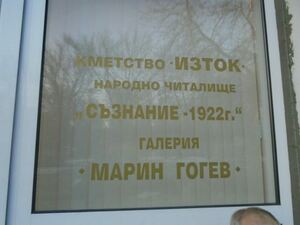 КМЕТСТВО · ИЗТОК ·
НАРОДНО ЧИТАЛИЩЕ
„СЪЗНАНИЕ - 1922г.“
ГАЛЕРИЯ
· МАРИН ГОГЕВ ·